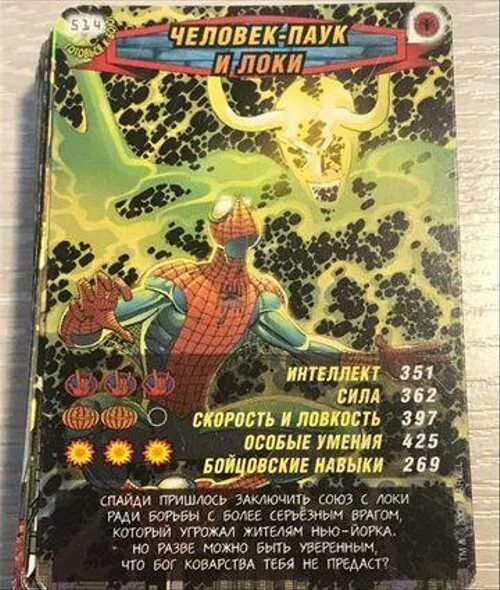 514
ЧЕЛОВЕК-ПАУК
И ЛОКИ
ИНТЕЛЛЕКТ 351
СИЛА 362
СКОРОСТЬ И ЛОВКОСТЬ 397
ОСОБЫЕ УМЕНИЯ 425
БОЙЦОВСКИЕ НАВЫКИ 269
СПАЙДИ ПРИШЛОСЬ ЗАКЛЮЧИТЬ СОЮЗ С ЛОКИ
РАДИ БОРЬБЫ С БОЛЕЕ СЕРЬЁЗНЫМ ВРАГОМ,
КОТОРЫЙ УГРОЖАЛ ЖИТЕЛЯМ НЬЮ-ЙОРКА.
НО РАЗВЕ МОЖНО БЫТЬ УВЕРЕННЫМ,
ЧТО БОГ КОВАРСТВА ТЕБЯ НЕ ПРЕДАСТ?